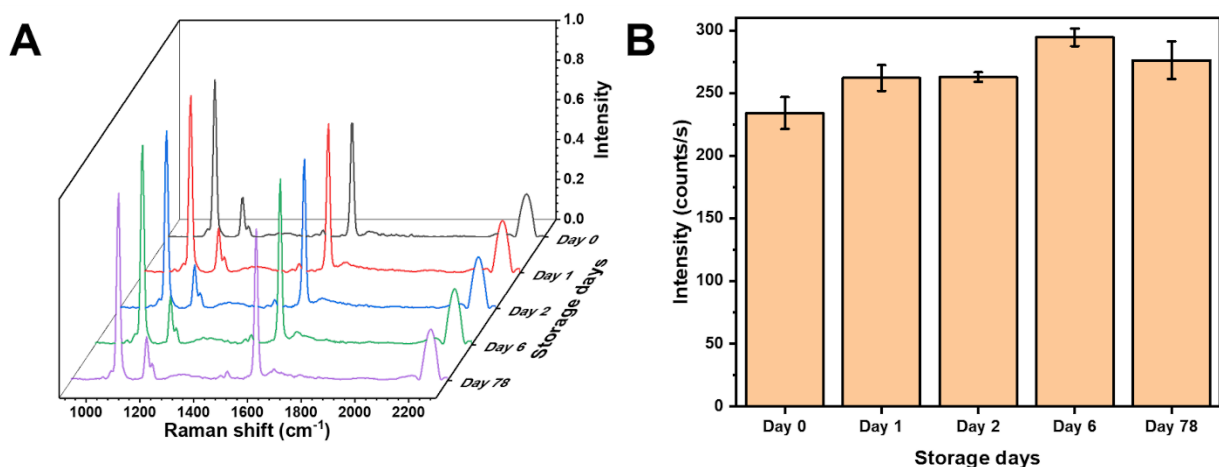 A
1.0
0.8
0.6
0.4
0.2
0.0
Intensity
Day 0
Day 1
Day 2
Day 6
Day 78
Storage days
1000 1200 1400 1600 1800 2000 2200
Raman shift (cm⁻¹)
B
300
250
200
150
100
50
0
Intensity (counts/s)
Day 0 Day 1 Day 2 Day 6 Day 78
Storage days